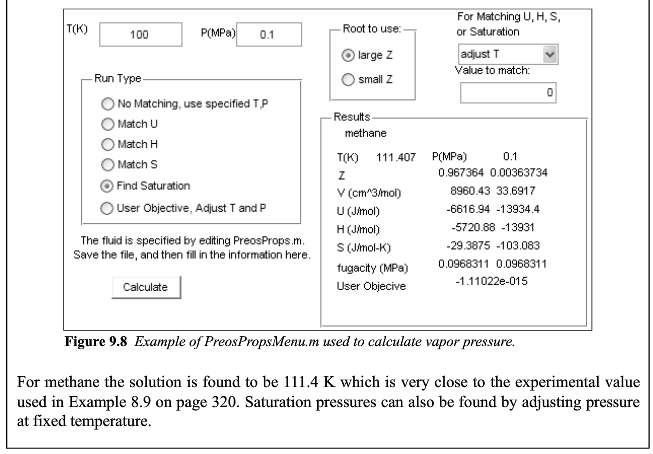 T(K) 100 P(MPa) 0.1
Root to use:
large Z
small Z
For Matching U, H, S,
or Saturation
adjust T
Value to match:
0
Run Type
No Matching, use specified T,P
Match U
Match H
Match S
Find Saturation
User Objective, Adjust T and P
The fluid is specified by editing PreosProps.m.
Save the file, and then fill in the information here.
Calculate
Results
methane
T(K) 111.407 P(MPa) 0.1
Z 0.967364 0.00363734
V (cm^3/mol) 8960.43 33.6917
U (J/mol) -6616.94 -13934.4
H (J/mol) -5720.88 -13931
S (J/mol-K) -29.3875 -103.083
fugacity (MPa) 0.0968311 0.0968311
User Objecive -1.11022e-015
Figure 9.8 Example of PreosPropsMenu.m used to calculate vapor pressure.
For methane the solution is found to be 111.4 K which is very close to the experimental value
used in Example 8.9 on page 320. Saturation pressures can also be found by adjusting pressure
at fixed temperature.